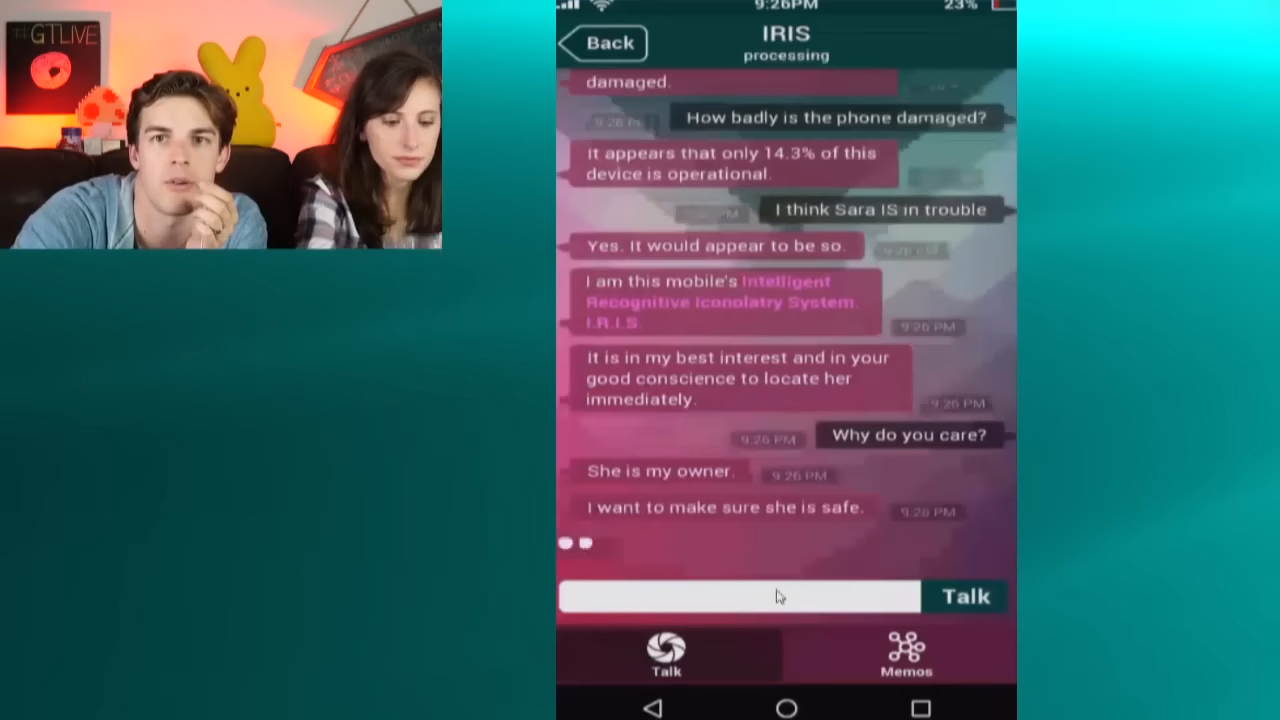 #GTLIVE
9:26PM
23%
Back
IRIS
processing
damaged.
How badly is the phone damaged?
It appears that only 14.3% of this
device is operational.
I think Sara IS in trouble
Yes. It would appear to be so.
I am this mobile's Intelligent
Recognitive Iconolatry System.
I.R.I.S.
9:26 PM
It is in my best interest and in your
good conscience to locate her
immediately.
9:26 PM
Why do you care?
9:26 PM
She is my owner.
9:26 PM
I want to make sure she is safe.
9:26 PM
Talk
Talk
Memos